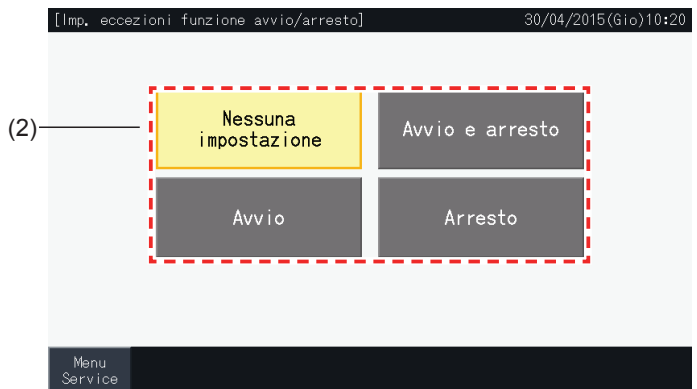 [Imp. eccezioni funzione avvio/arresto] 30/04/2015(Gio)10:20
(2)
Nessuna
impostazione
Avvio e arresto
Avvio
Arresto
Menu
Service